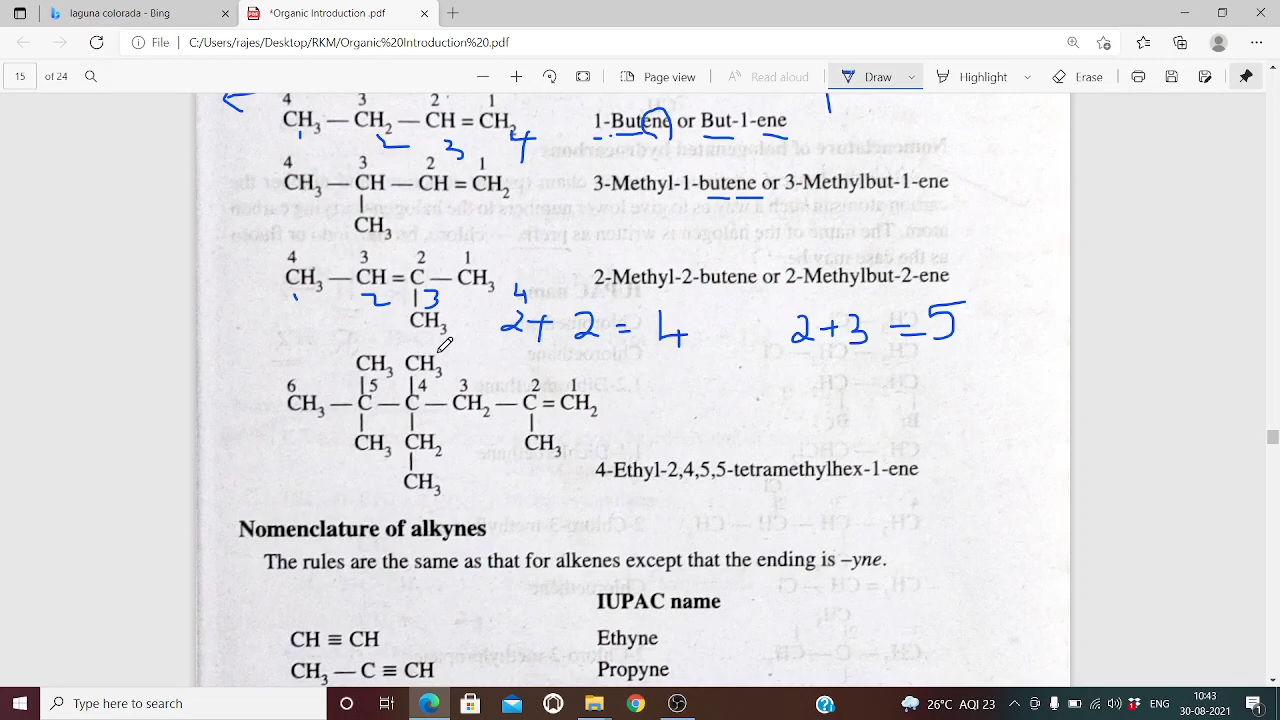 laguna colorada - Bing
*Organic Introduction .pdf
File C:/Users/rajes/Desktop/RKM/Organic%20Introduction%20.pdf
15 of 24 Page view Read aloud Draw Highlight Erase
4 3 2 1
CH₃ — CH₂ — CH = CH₂ 1-Butene or But-1-ene
1 2 3 4
4 3 2 1
CH₃ — CH — CH = CH₂ 3-Methyl-1-butene or 3-Methylbut-1-ene
CH₃
4 3 2 1
CH₃ — CH = C — CH₃ 2-Methyl-2-butene or 2-Methylbut-2-ene
1 2 3 4
CH₃ 2 + 2 = 4 2 + 3 = 5
CH₃ CH₃
6 5 4 3 2 1
CH₃ — C — C — CH₂ — C = CH₂
CH₃ CH₂ CH₃
4-Ethyl-2,4,5,5-tetramethylhex-1-ene
CH₃
Nomenclature of alkynes
The rules are the same as that for alkenes except that the ending is –yne.
IUPAC name
CH ≡ CH Ethyne
CH₃ — C ≡ CH Propyne
Type here to search
26°C AQI 23 ENG 10:43
30-08-2021